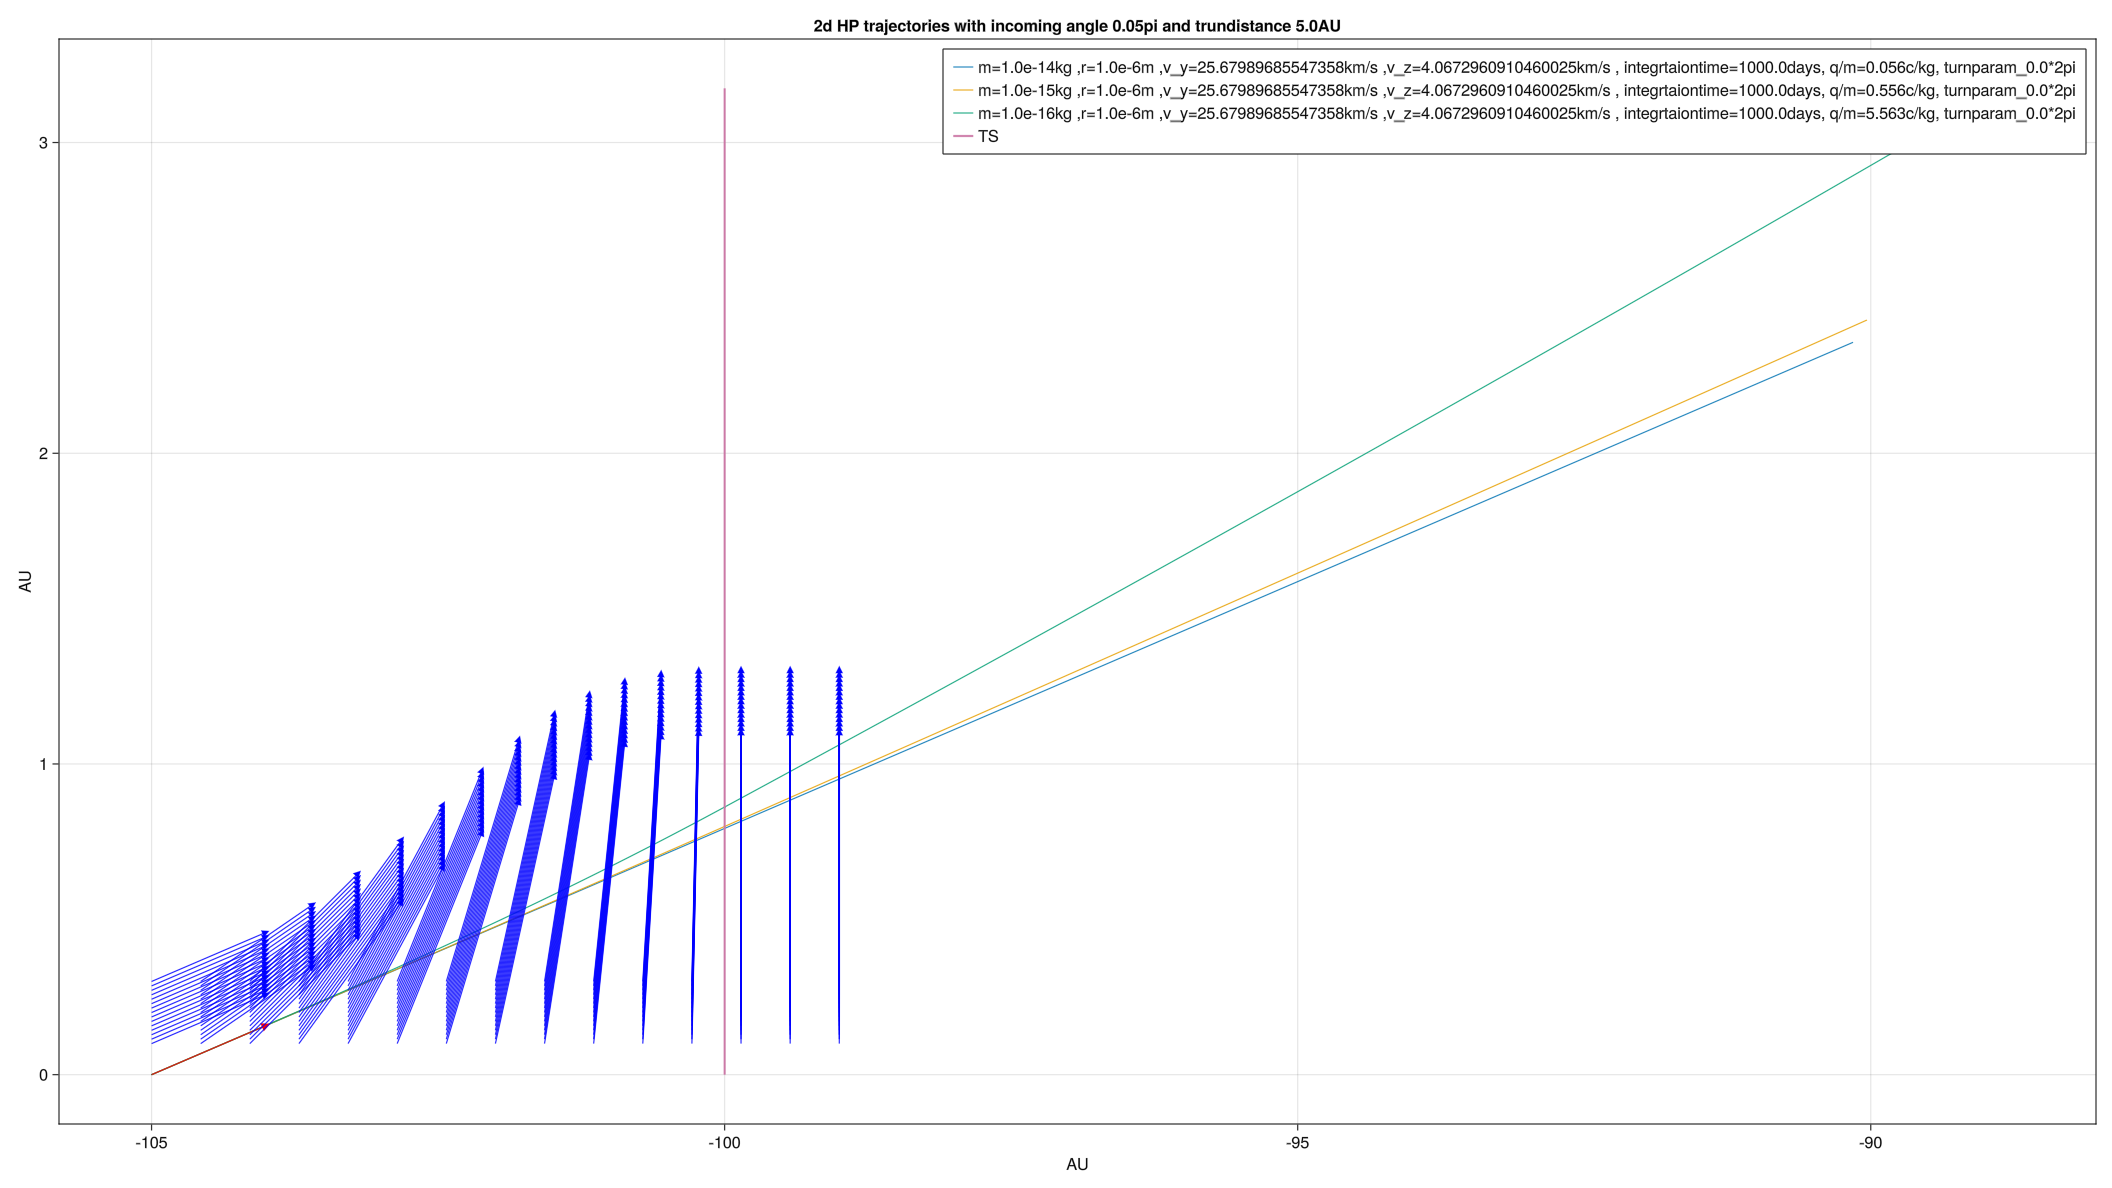 2d HP trajectories with incoming angle 0.05pi and trundistance 5.0AU
m=1.0e-14kg ,r=1.0e-6m ,v_y=25.67989685547358km/s ,v_z=4.0672960910460025km/s , integrtaiontime=1000.0days, q/m=0.056c/kg, turnparam_0.0*2pi
m=1.0e-15kg ,r=1.0e-6m ,v_y=25.67989685547358km/s ,v_z=4.0672960910460025km/s , integrtaiontime=1000.0days, q/m=0.556c/kg, turnparam_0.0*2pi
m=1.0e-16kg ,r=1.0e-6m ,v_y=25.67989685547358km/s ,v_z=4.0672960910460025km/s , integrtaiontime=1000.0days, q/m=5.563c/kg, turnparam_0.0*2pi
TS
3
2
1
0
AU
-105
-100
-95
-90
AU